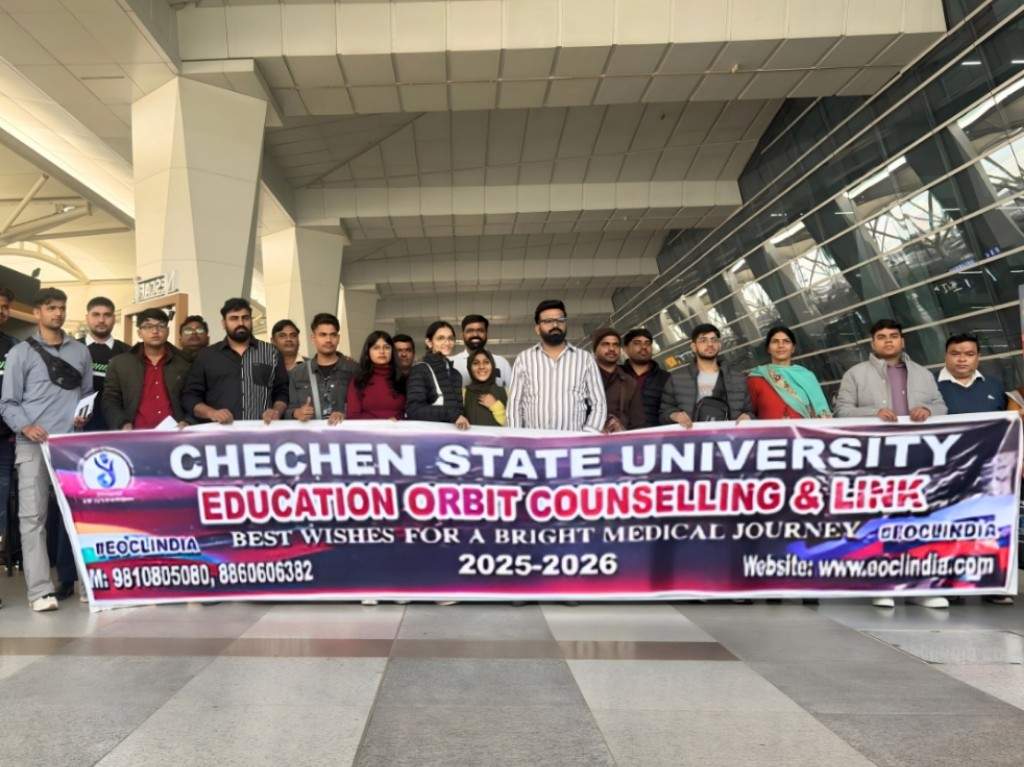 NESCAFÉ
CHECHEN STATE UNIVERSITY
EDUCATION ORBIT COUNSELLING & LINK
BEST WISHES FOR A BRIGHT MEDICAL JOURNEY
#EOCLINDIA
#EOCLINDIA
2025-2026
M: 9810805080, 8860606382
Website: www.eoclindia.com